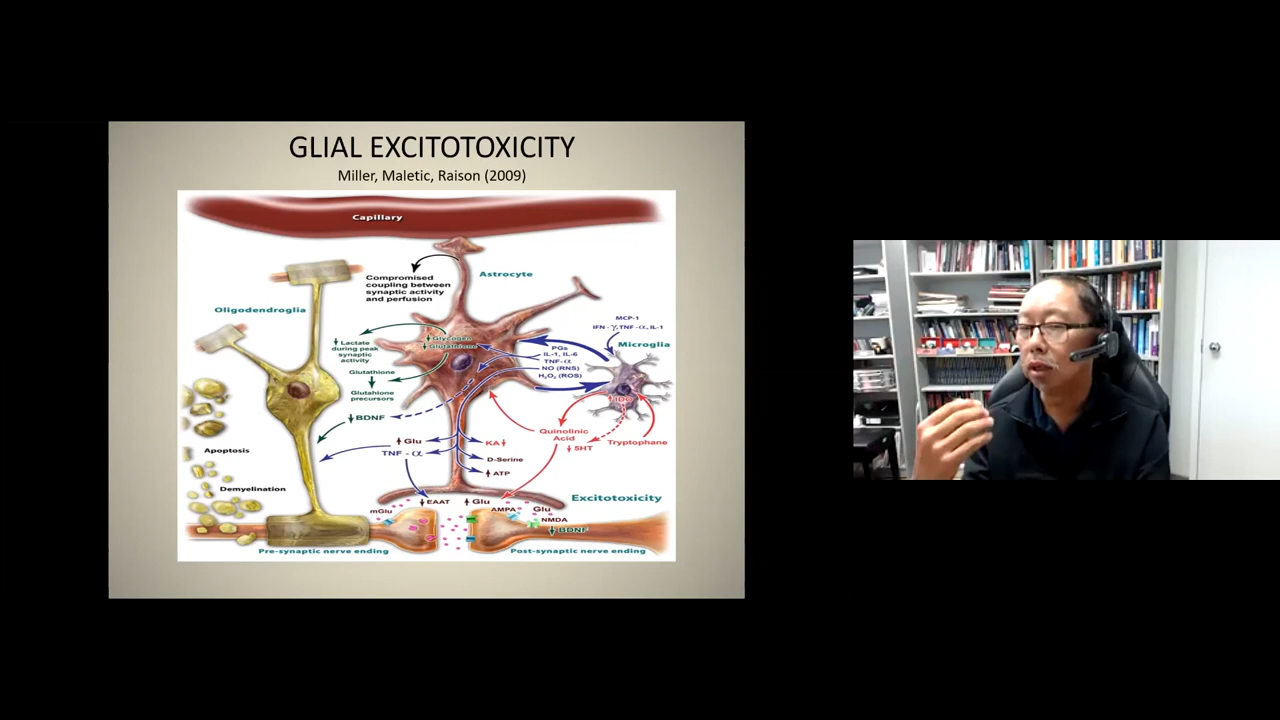 GLIAL EXCITOTOXICITY
Miller, Maletic, Raison (2009)
Capillary
Astrocyte
Compromised
coupling between
synaptic activity
and perfusion
Oligodendroglia
MCP-1
IFN - γ, TNF - α, IL-1
Microglia
Glycogen
Glutathione
Lactate
during peak
synaptic
activity
PGs
IL-1, IL-6
TNF-α
NO (RNS)
H₂O₂ (ROS)
Glutathione
Glutathione
precursors
IDO
BDNF
Quinolinic
Acid
5HT
Tryptophane
Glu
KA
TNF - α
D-Serine
ATP
Apoptosis
Demyelination
EAAT
Glu
Excitotoxicity
mGlu
AMPA
Glu
NMDA
BDNF
Pre-synaptic nerve ending
Post-synaptic nerve ending